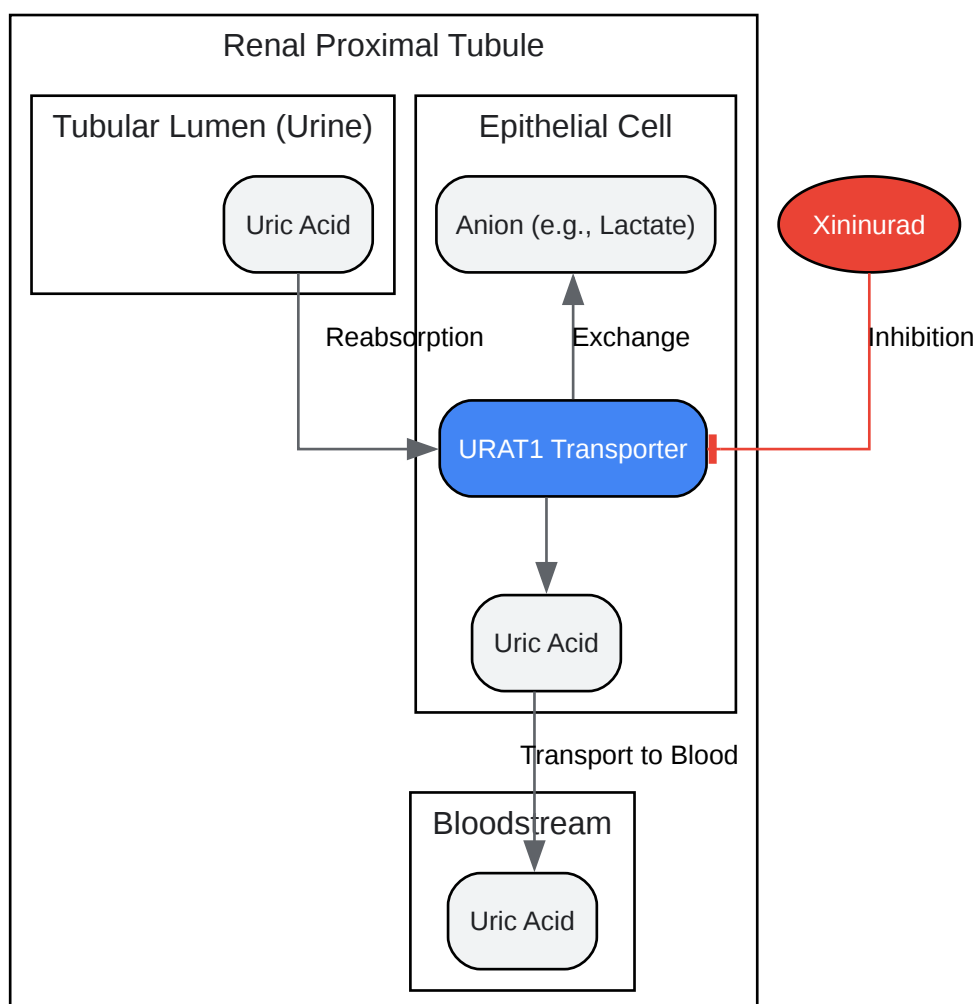 Renal Proximal Tubule
Tubular Lumen (Urine)
Epithelial Cell
Uric Acid
Anion (e.g., Lactate)
Xininurad
Reabsorption
Exchange
Inhibition
URAT1 Transporter
Uric Acid
Transport to Blood
Bloodstream
Uric Acid